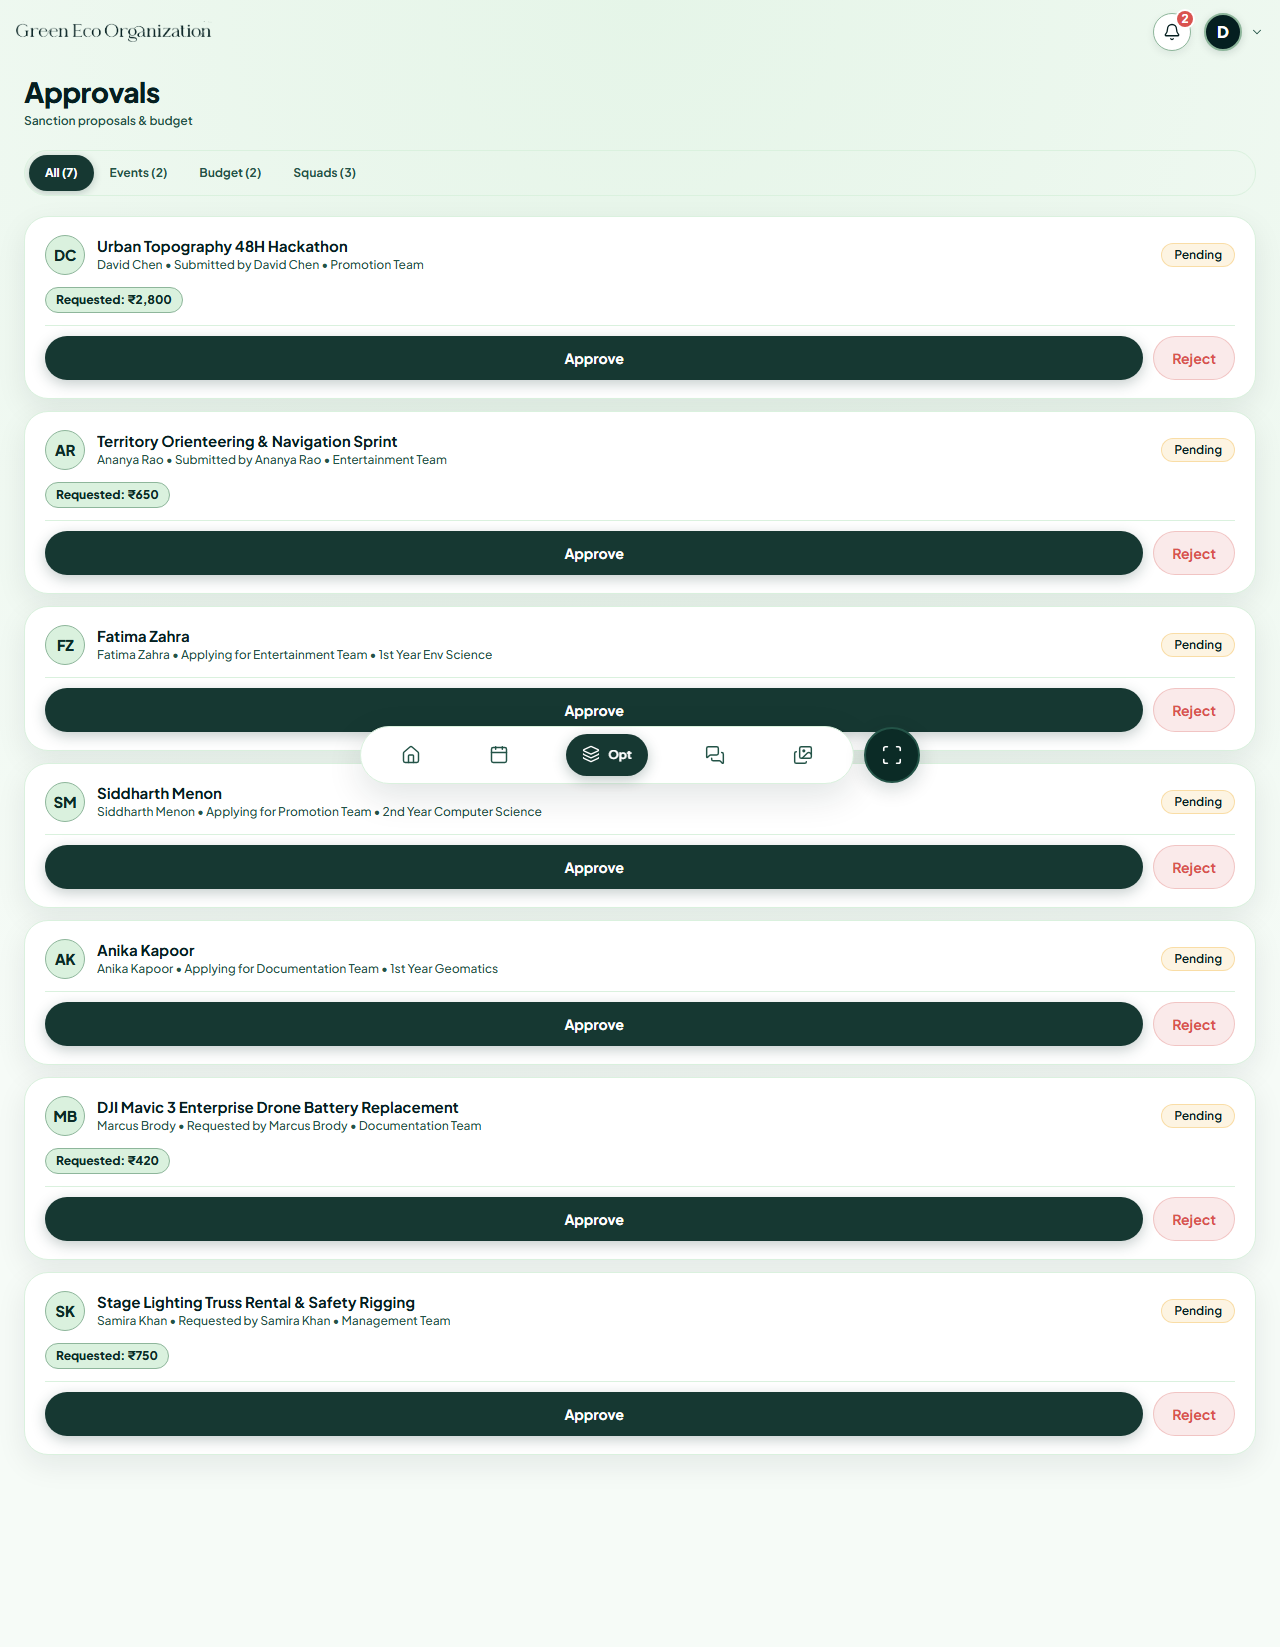 Green Eco Organization
2
D
Approvals
Sanction proposals & budget
All (7)
Events (2)
Budget (2)
Squads (3)
DC
Urban Topography 48H Hackathon
David Chen • Submitted by David Chen • Promotion Team
Pending
Requested: ₹2,800
Approve
Reject
AR
Territory Orienteering & Navigation Sprint
Ananya Rao • Submitted by Ananya Rao • Entertainment Team
Pending
Requested: ₹650
Approve
Reject
FZ
Fatima Zahra
Fatima Zahra • Applying for Entertainment Team • 1st Year Env Science
Pending
Approve
Reject
Opt
SM
Siddharth Menon
Siddharth Menon • Applying for Promotion Team • 2nd Year Computer Science
Pending
Approve
Reject
AK
Anika Kapoor
Anika Kapoor • Applying for Documentation Team • 1st Year Geomatics
Pending
Approve
Reject
MB
DJI Mavic 3 Enterprise Drone Battery Replacement
Marcus Brody • Requested by Marcus Brody • Documentation Team
Pending
Requested: ₹420
Approve
Reject
SK
Stage Lighting Truss Rental & Safety Rigging
Samira Khan • Requested by Samira Khan • Management Team
Pending
Requested: ₹750
Approve
Reject